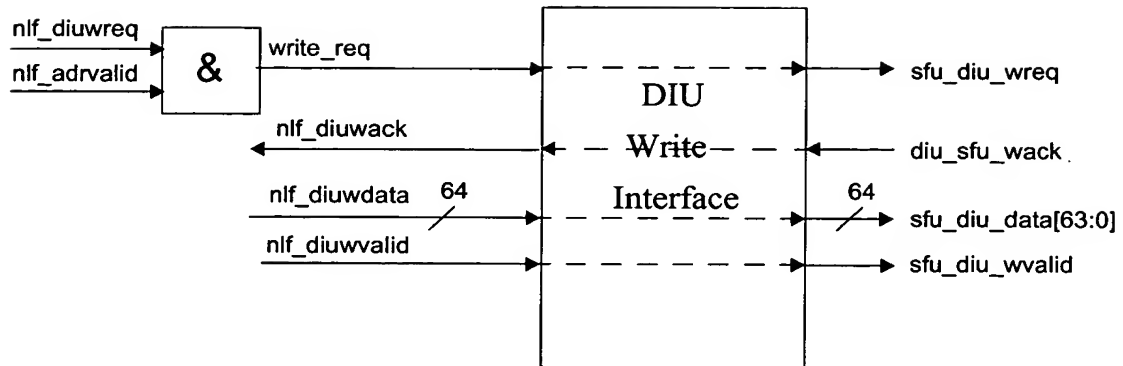 nlf_diuwreq
nlf_adrvalid
&
write_req
sfu_diu_wreq
DIU
nlf_diuwack
Write
diu_sfu_wack
nlf_diuwdata
64
Interface
64
sfu_diu_data[63:0]
nlf_diuwvalid
sfu_diu_wvalid